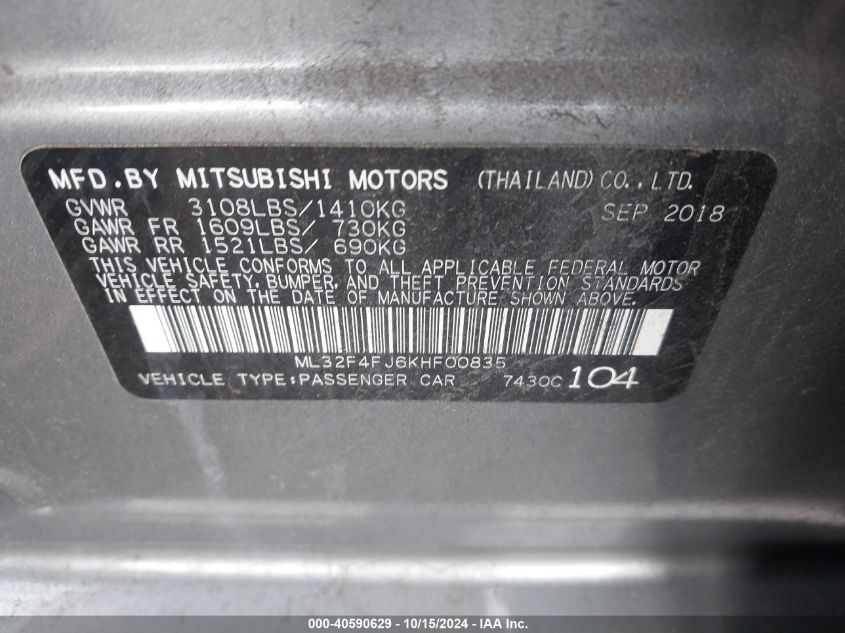 MFD.BY MITSUBISHI MOTORS (THAILAND) CO.,LTD.
GVWR 3108LBS/1410KG SEP 2018
GAWR FR 1609LBS/ 730KG
GAWR RR 1521LBS/ 690KG
THIS VEHICLE CONFORMS TO ALL APPLICABLE FEDERAL MOTOR
VEHICLE SAFETY, BUMPER, AND THEFT PREVENTION STANDARDS
IN EFFECT ON THE DATE OF MANUFACTURE SHOWN ABOVE.
ML32F4FJ6KHF00835
VEHICLE TYPE:PASSENGER CAR 7430C 104
000-40590629 - 10/15/2024 - IAA Inc.